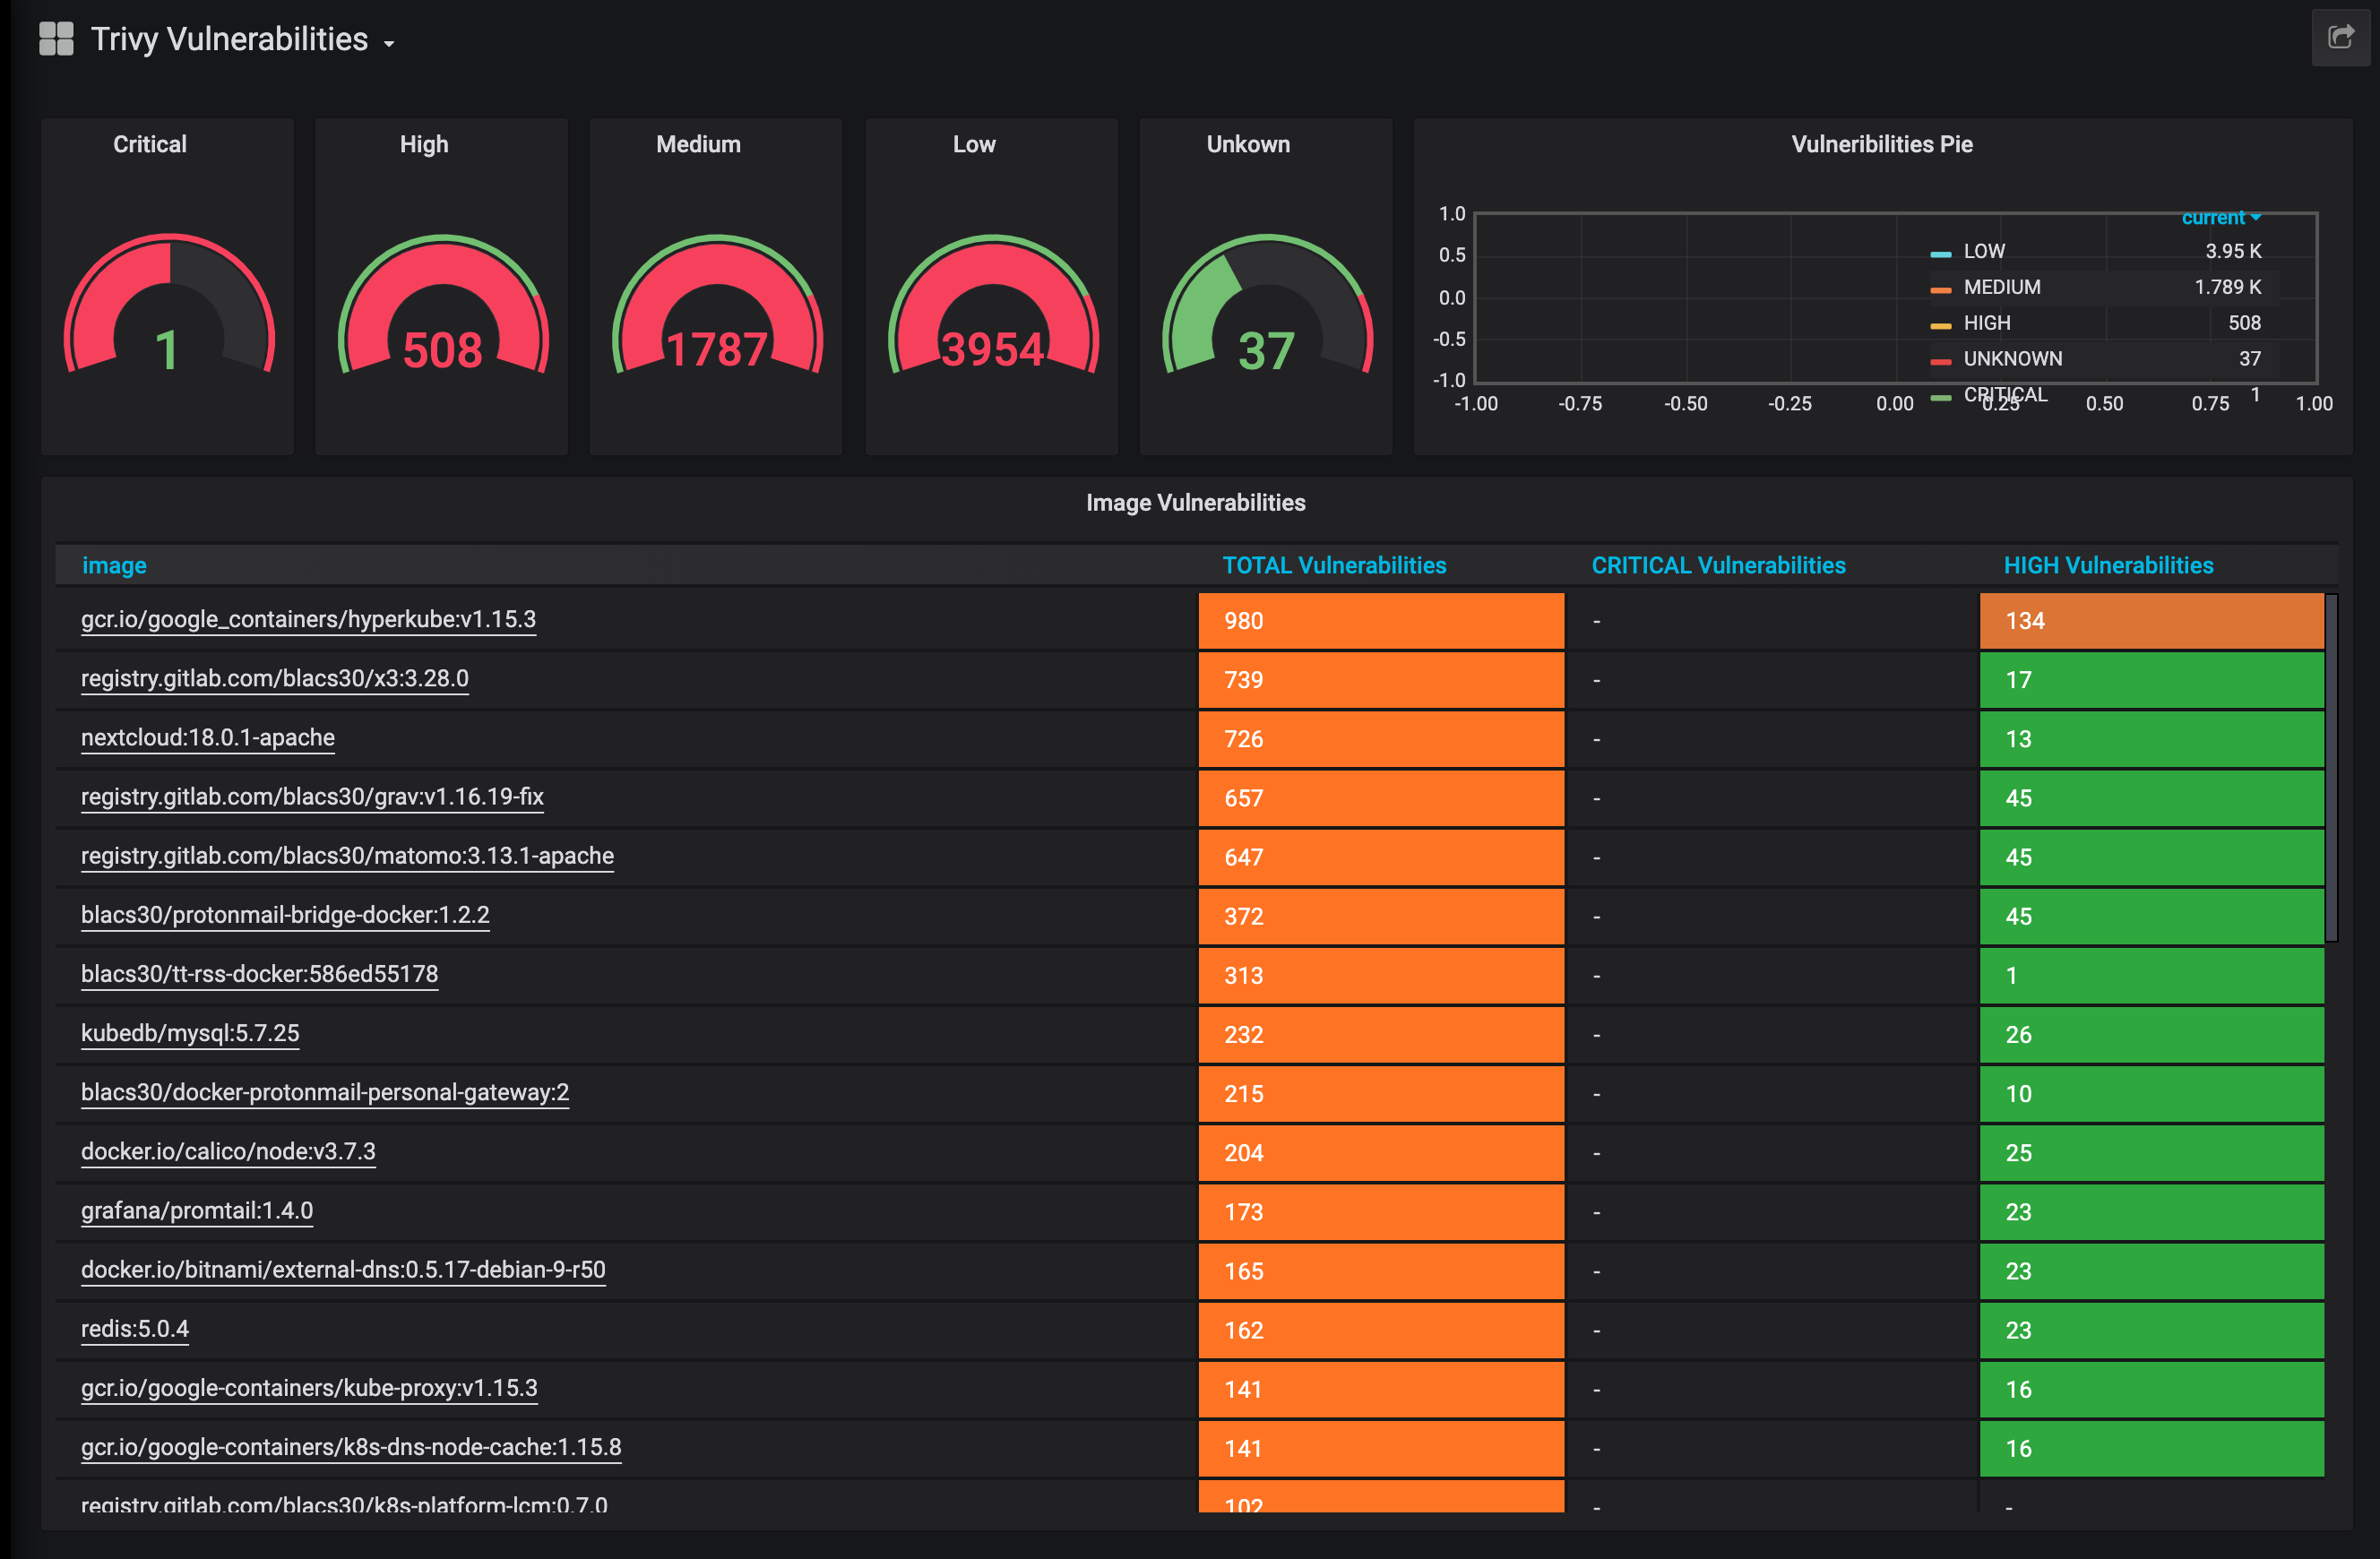 Trivy Vulnerabilities
Critical
1
High
508
Medium
1787
Low
3954
Unkown
37
Vulneribilities Pie
1.0
0.5
0.0
-0.5
-1.0
-1.00 -0.75 -0.50 -0.25 0.00 0.25 0.50 0.75 1.00
current
LOW 3.95 K
MEDIUM 1.789 K
HIGH 508
UNKNOWN 37
CRITICAL 1
Image Vulnerabilities
image TOTAL Vulnerabilities CRITICAL Vulnerabilities HIGH Vulnerabilities
gcr.io/google_containers/hyperkube:v1.15.3 980 - 134
registry.gitlab.com/blacs30/x3:3.28.0 739 - 17
nextcloud:18.0.1-apache 726 - 13
registry.gitlab.com/blacs30/grav:v1.16.19-fix 657 - 45
registry.gitlab.com/blacs30/matomo:3.13.1-apache 647 - 45
blacs30/protonmail-bridge-docker:1.2.2 372 - 45
blacs30/tt-rss-docker:586ed55178 313 - 1
kubedb/mysql:5.7.25 232 - 26
blacs30/docker-protonmail-personal-gateway:2 215 - 10
docker.io/calico/node:v3.7.3 204 - 25
grafana/promtail:1.4.0 173 - 23
docker.io/bitnami/external-dns:0.5.17-debian-9-r50 165 - 23
redis:5.0.4 162 - 23
gcr.io/google-containers/kube-proxy:v1.15.3 141 - 16
gcr.io/google-containers/k8s-dns-node-cache:1.15.8 141 - 16
registry.gitlab.com/blacs30/k8s-platform-lcm:0.7.0 102 - -